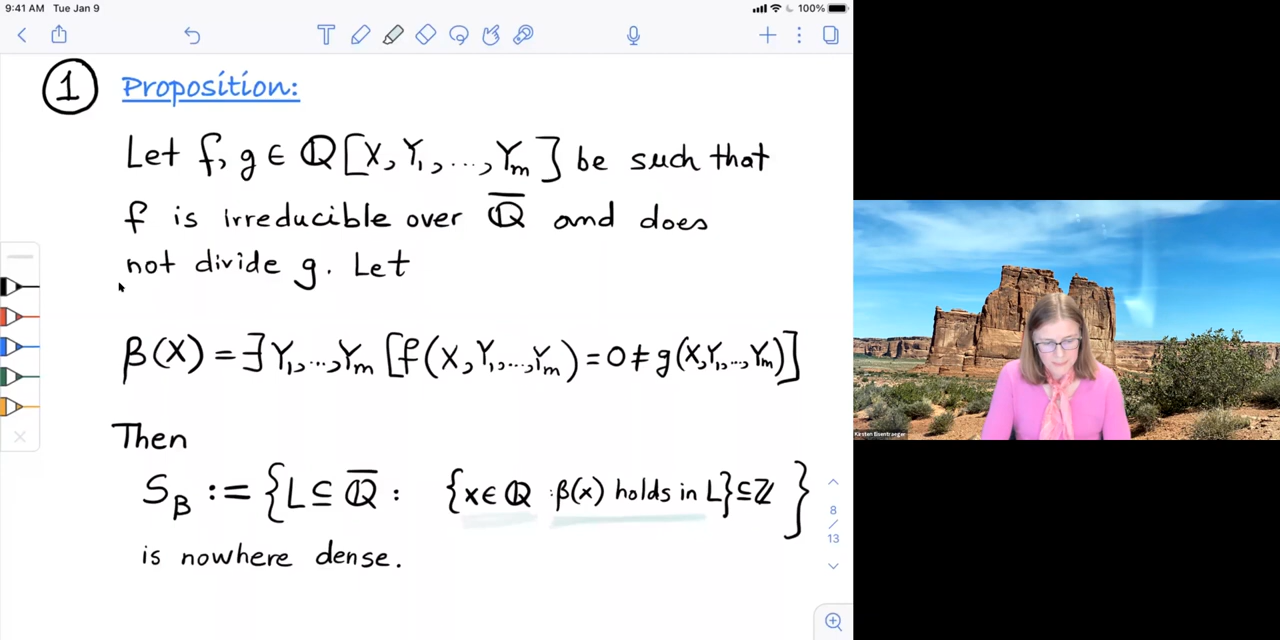 9:41 AM Tue Jan 9
100%
1 Proposition:
Let f, g ∈ ℚ[X, Y₁, ..., Yₘ] be such that
f is irreducible over ℚ̅ and does
not divide g. Let
β(X) = ∃Y₁, ..., Yₘ [f(X, Y₁, ..., Yₘ) = 0 ≠ g(X, Y₁, ..., Yₘ)]
Then
S_β := {L ⊆ ℚ̅ : {x ∈ ℚ : β(x) holds in L} ⊆ ℤ}
is nowhere dense.
8
/
13
Kirsten Eisentraeger